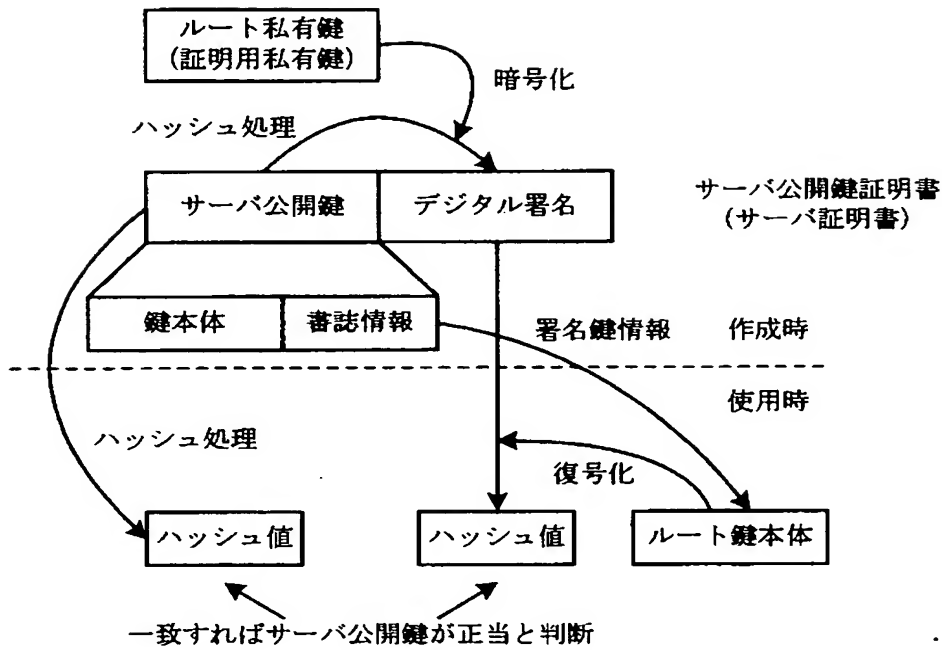 ルート私有鍵
(証明用私有鍵)
暗号化
ハッシュ処理
サーバ公開鍵
デジタル署名
サーバ公開鍵証明書
(サーバ証明書)
鍵本体
書誌情報
署名鍵情報
作成時
使用時
ハッシュ処理
復号化
ハッシュ値
ハッシュ値
ルート鍵本体
一致すればサーバ公開鍵が正当と判断